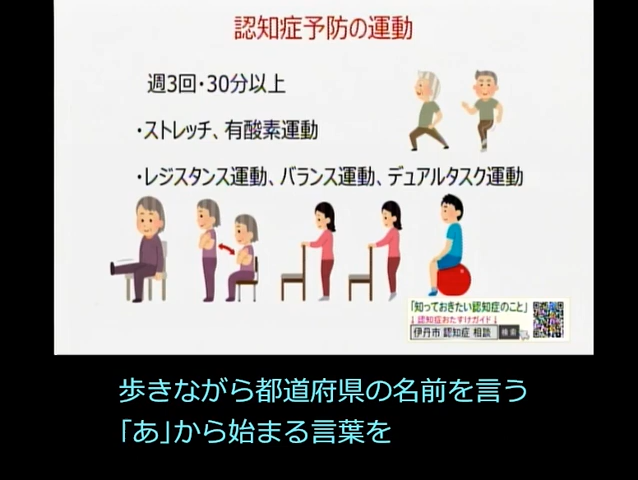 認知症予防の運動
週3回・30分以上
・ストレッチ、有酸素運動
・レジスタンス運動、バランス運動、デュアルタスク運動
「知っておきたい認知症のこと」
↓認知症おたすけガイド↓
伊丹市 認知症 相談 検索
歩きながら都道府県の名前を言う
「あ」から始まる言葉を